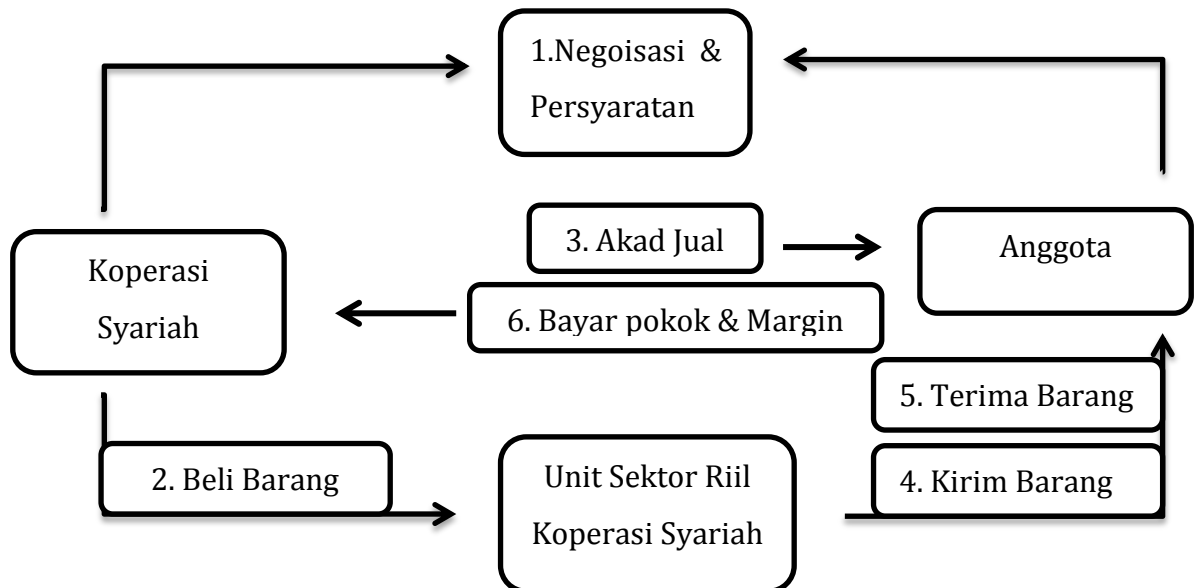 1.Negoisasi &
Persyaratan
3. Akad Jual
Anggota
Koperasi
Syariah
6. Bayar pokok & Margin
5. Terima Barang
2. Beli Barang
Unit Sektor Riil
Koperasi Syariah
4. Kirim Barang